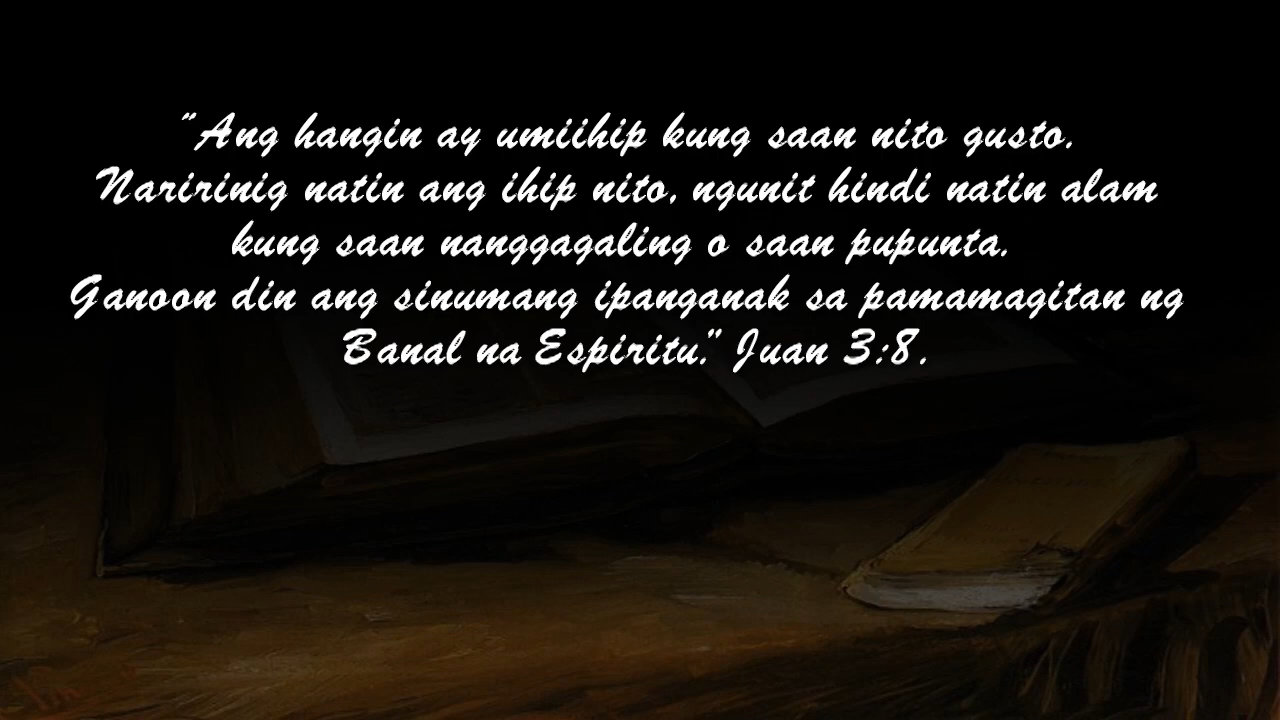 "Ang hangin ay umiihip kung saan nito gusto.
Naririnig natin ang ihip nito, ngunit hindi natin alam
kung saan nanggagaling o saan pupunta.
Ganoon din ang sinumang ipanganak sa pamamagitan ng
Banal na Espiritu." Juan 3:8.